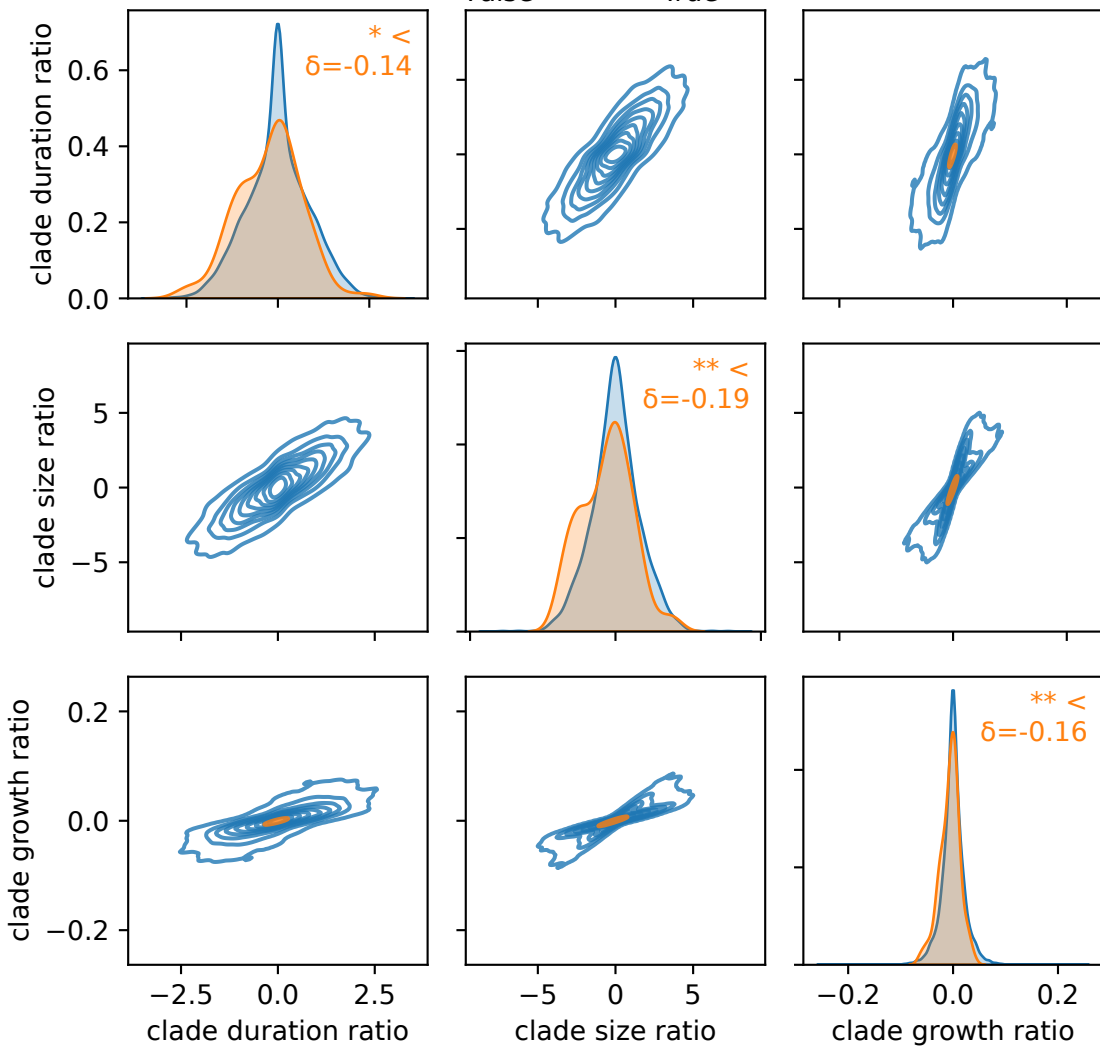 clade duration ratio
0.6
0.4
0.2
0.0
* <
δ=-0.14
clade size ratio
5
0
−5
** <
δ=-0.19
clade growth ratio
0.2
0.0
−0.2
** <
δ=-0.16
−2.5 0.0 2.5
clade duration ratio
−5 0 5
clade size ratio
−0.2 0.0 0.2
clade growth ratio